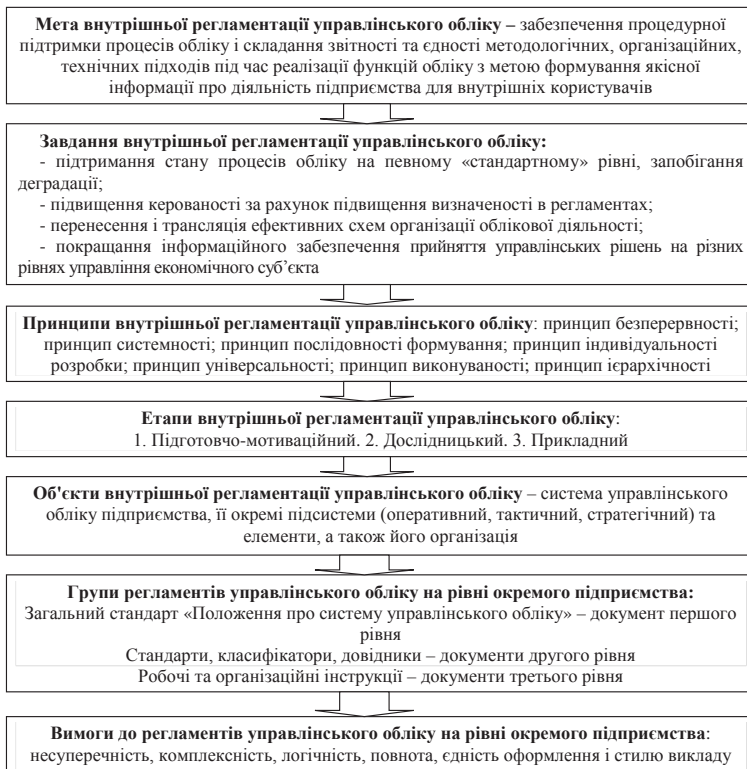 Мета внутрішньої регламентації управлінського обліку – забезпечення процедурної
підтримки процесів обліку і складання звітності та єдності методологічних, організаційних,
технічних підходів під час реалізації функцій обліку з метою формування якісної
інформації про діяльність підприємства для внутрішніх користувачів
Завдання внутрішньої регламентації управлінського обліку:
- підтримання стану процесів обліку на певному «стандартному» рівні, запобігання
деградації;
- підвищення керованості за рахунок підвищення визначеності в регламентах;
- перенесення і трансляція ефективних схем організації облікової діяльності;
- покращання інформаційного забезпечення прийняття управлінських рішень на різних
рівнях управління економічного суб’єкта
Принципи внутрішньої регламентації управлінського обліку: принцип безперервності;
принцип системності; принцип послідовності формування; принцип індивідуальності
розробки; принцип універсальності; принцип виконуваності; принцип ієрархічності
Етапи внутрішньої регламентації управлінського обліку:
1. Підготовчо-мотиваційний. 2. Дослідницький. 3. Прикладний
Об'єкти внутрішньої регламентації управлінського обліку – система управлінського
обліку підприємства, її окремі підсистеми (оперативний, тактичний, стратегічний) та
елементи, а також його організація
Групи регламентів управлінського обліку на рівні окремого підприємства:
Загальний стандарт «Положення про систему управлінського обліку» – документ першого
рівня
Стандарти, класифікатори, довідники – документи другого рівня
Робочі та організаційні інструкції – документи третього рівня
Вимоги до регламентів управлінського обліку на рівні окремого підприємства:
несуперечність, комплексність, логічність, повнота, єдність оформлення і стилю викладу